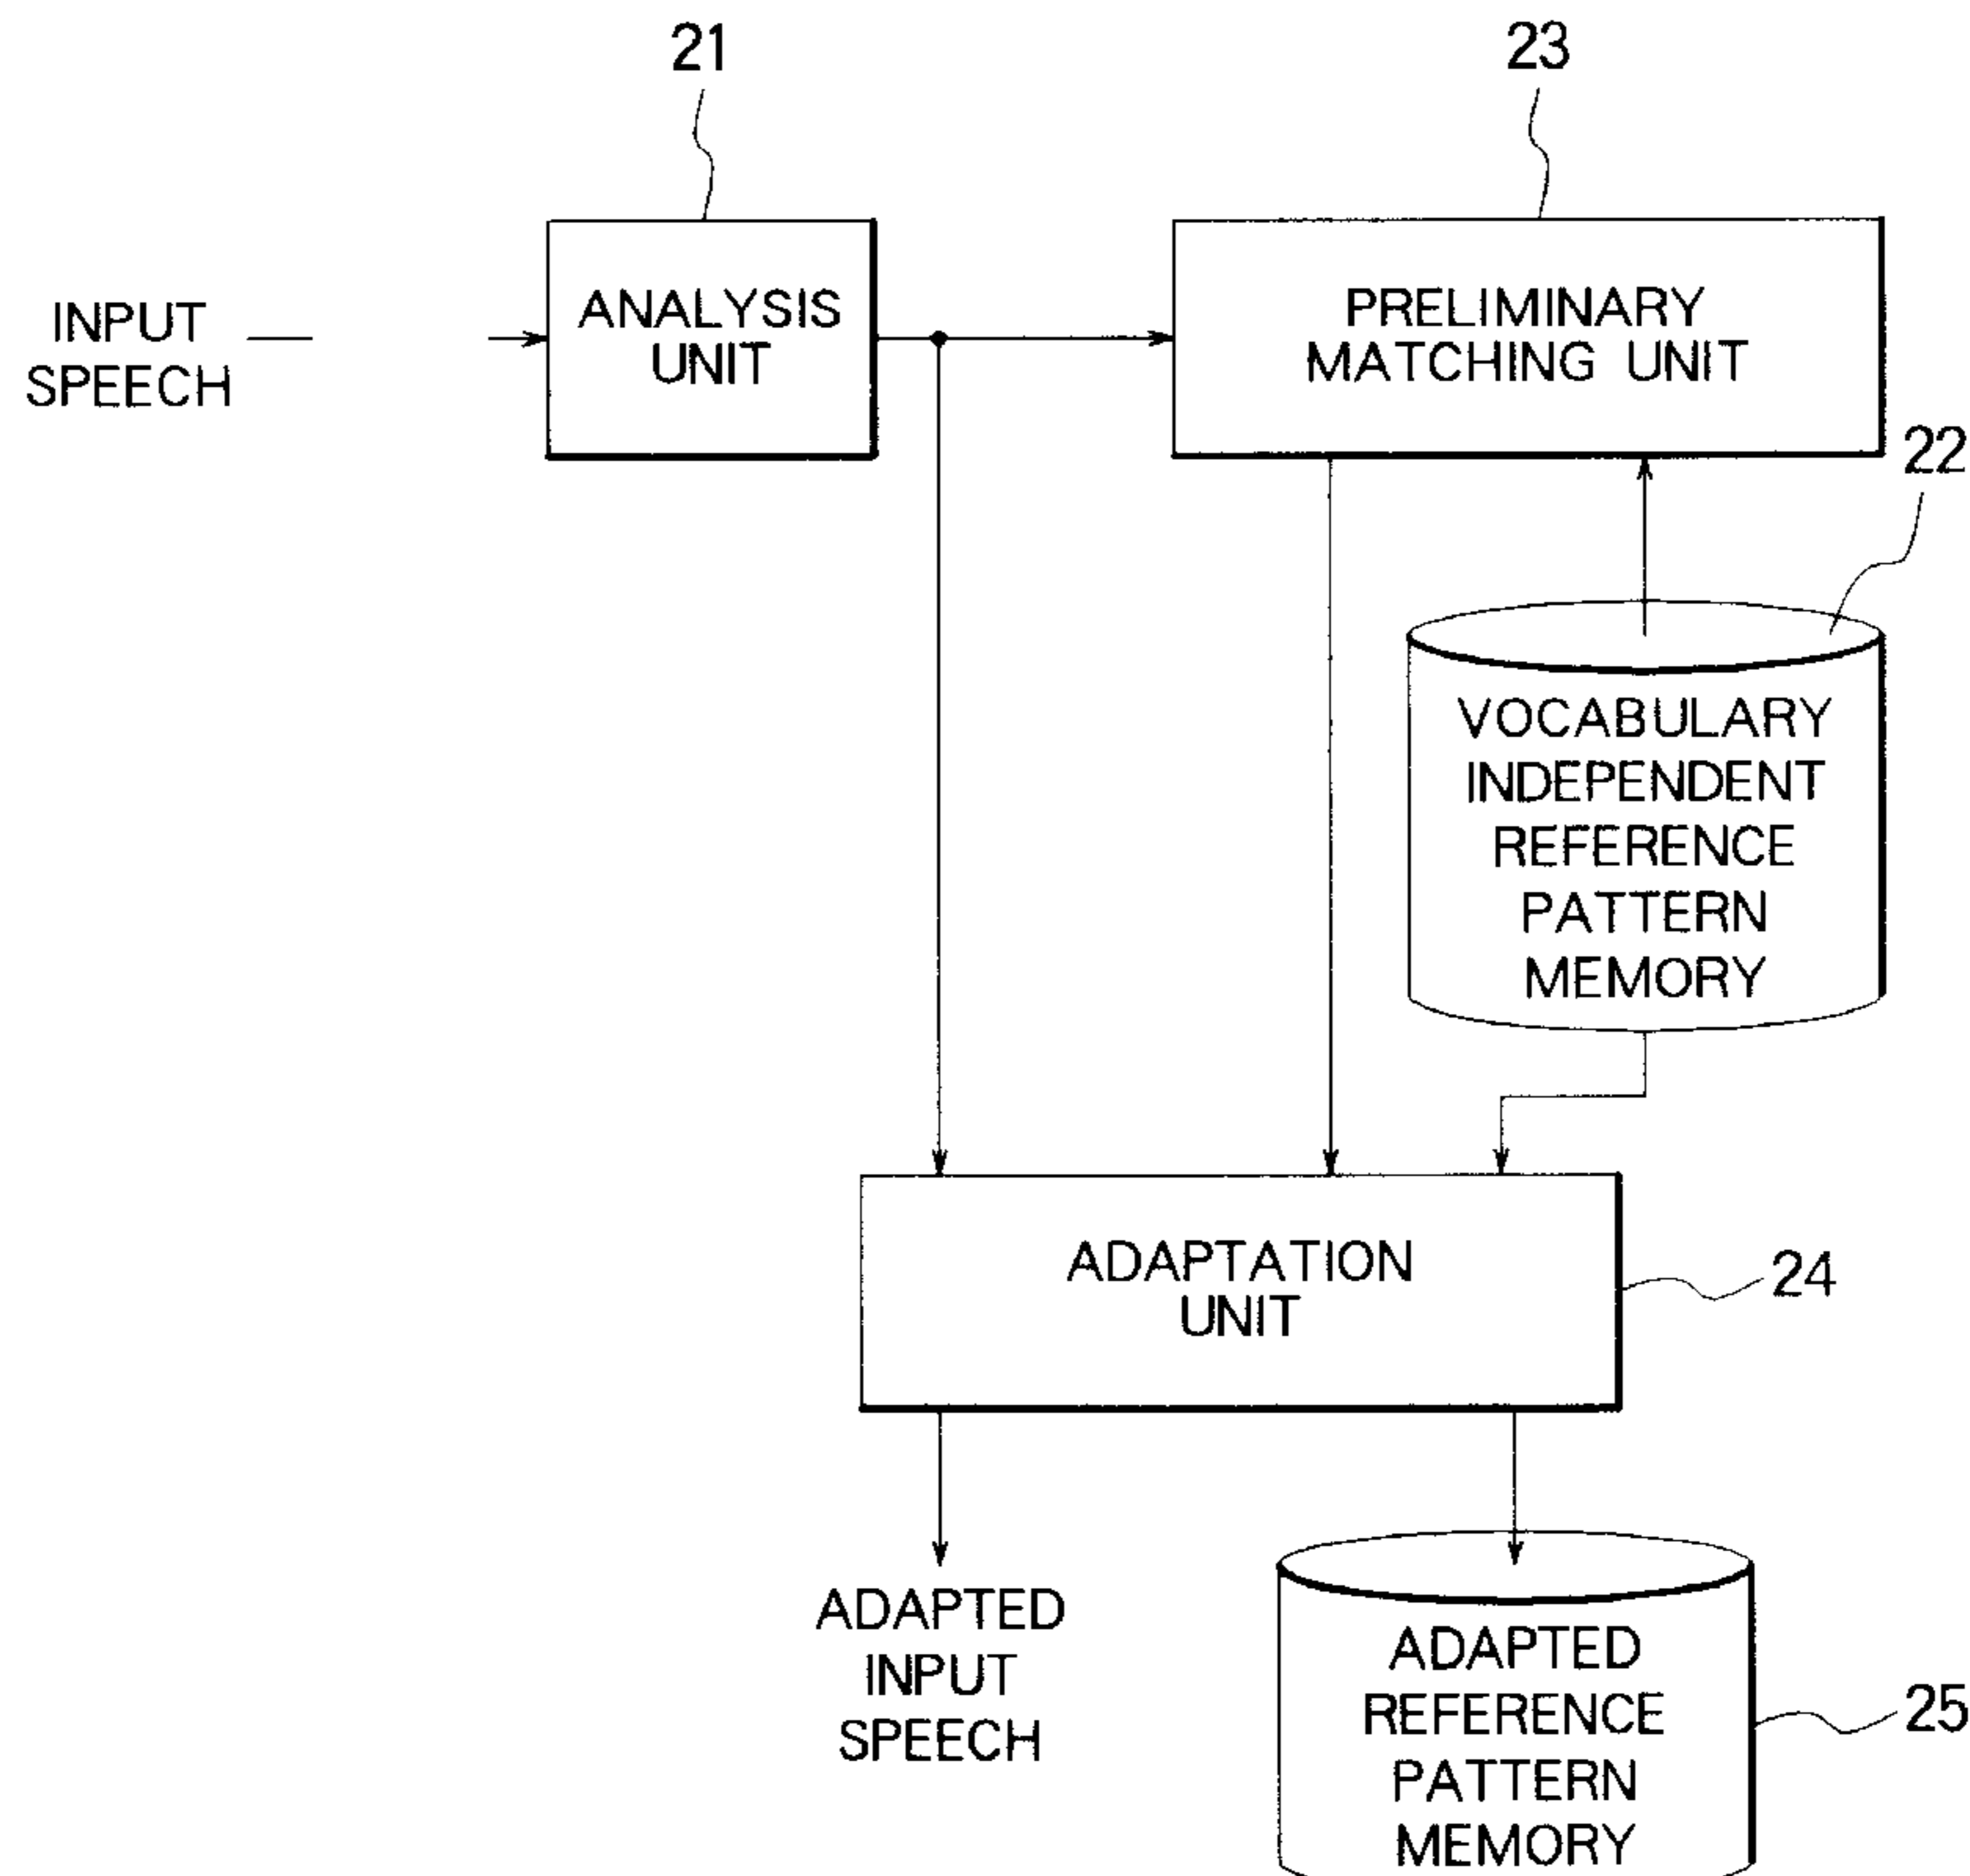 21
23
INPUT
SPEECH
ANALYSIS
UNIT
PRELIMINARY
MATCHING UNIT
22
VOCABULARY
INDEPENDENT
REFERENCE
PATTERN
MEMORY
ADAPTATION
UNIT
24
ADAPTED
INPUT
SPEECH
ADAPTED
REFERENCE
PATTERN
MEMORY
25